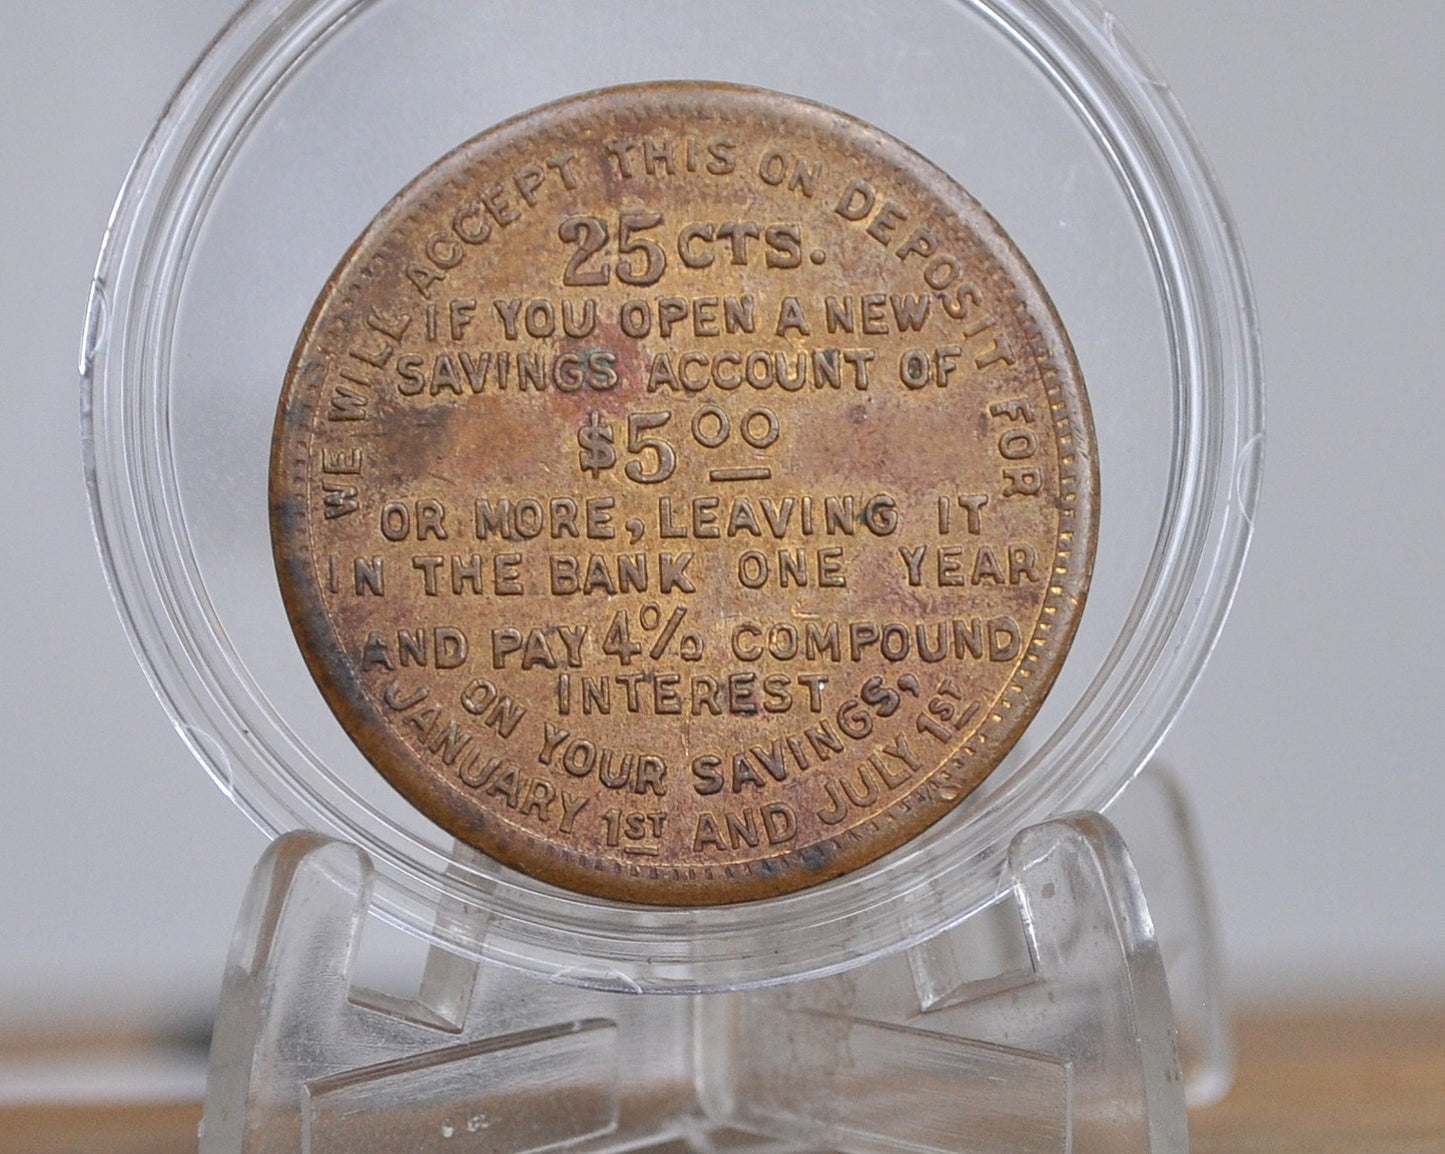 WE WILL ACCEPT THIS ON DEPOSIT FOR
25 CTS.
IF YOU OPEN A NEW
SAVINGS ACCOUNT OF
$5.00
OR MORE, LEAVING IT
IN THE BANK ONE YEAR
AND PAY 4% COMPOUND
INTEREST
ON YOUR SAVINGS,
JANUARY 1ST AND JULY 1ST